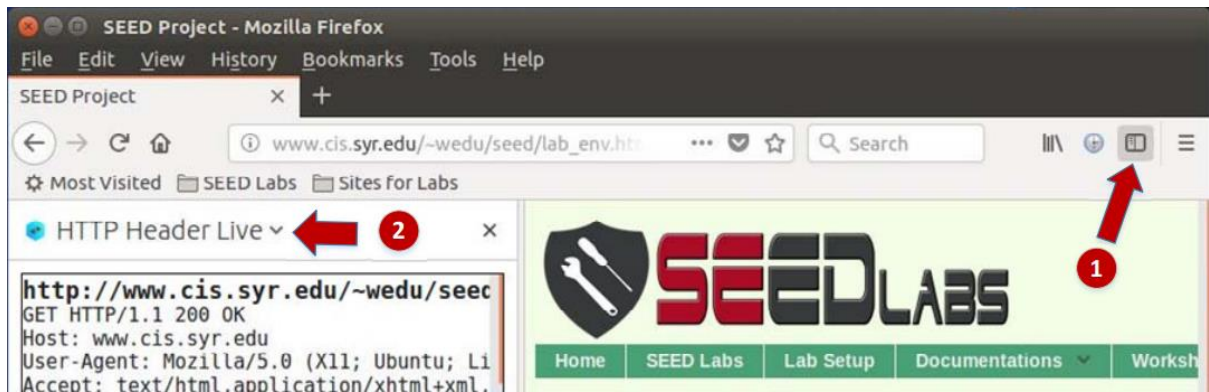 SEED Project - Mozilla Firefox
File Edit View History Bookmarks Tools Help
SEED Project
www.cis.syr.edu/~wedu/seed/lab_env.ht
Search
Most Visited SEED Labs Sites for Labs
HTTP Header Live
2
1
http://www.cis.syr.edu/~wedu/seed
GET HTTP/1.1 200 OK
Host: www.cis.syr.edu
User-Agent: Mozilla/5.0 (X11; Ubuntu; Li
Accept: text/html,application/xhtml+xml,
SEEDLABS
Home SEED Labs Lab Setup Documentations Worksh